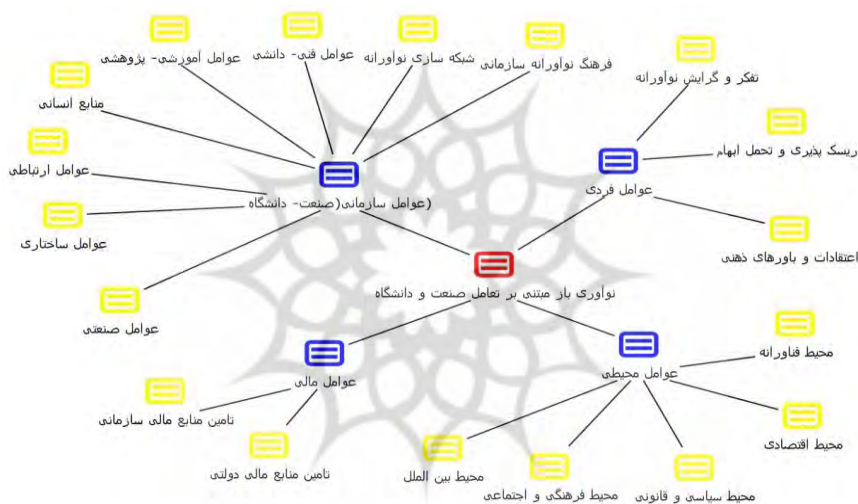 عوامل آموزشی- پژوهشی
عوامل فنی- دانشی
شبکه سازی نوآورانه
فرهنگ نوآورانه سازمانی
تفکر و گرایش نوآورانه
منابع انسانی
ریسک پذیری و تحمل ابهام
عوامل ارتباطی
عوامل فردی
(عوامل سازمانی(صنعت- دانشگاه
عوامل ساختاری
اعتقادات و باورهای ذهنی
نوآوری باز مبتنی بر تعامل صنعت و دانشگاه
عوامل صنعتی
محیط فناورانه
عوامل محیطی
عوامل مالی
تامین منابع مالی سازمانی
محیط اقتصادی
تامین منابع مالی دولتی
محیط بین الملل
محیط فرهنگی و اجتماعی
محیط سیاسی و قانونی